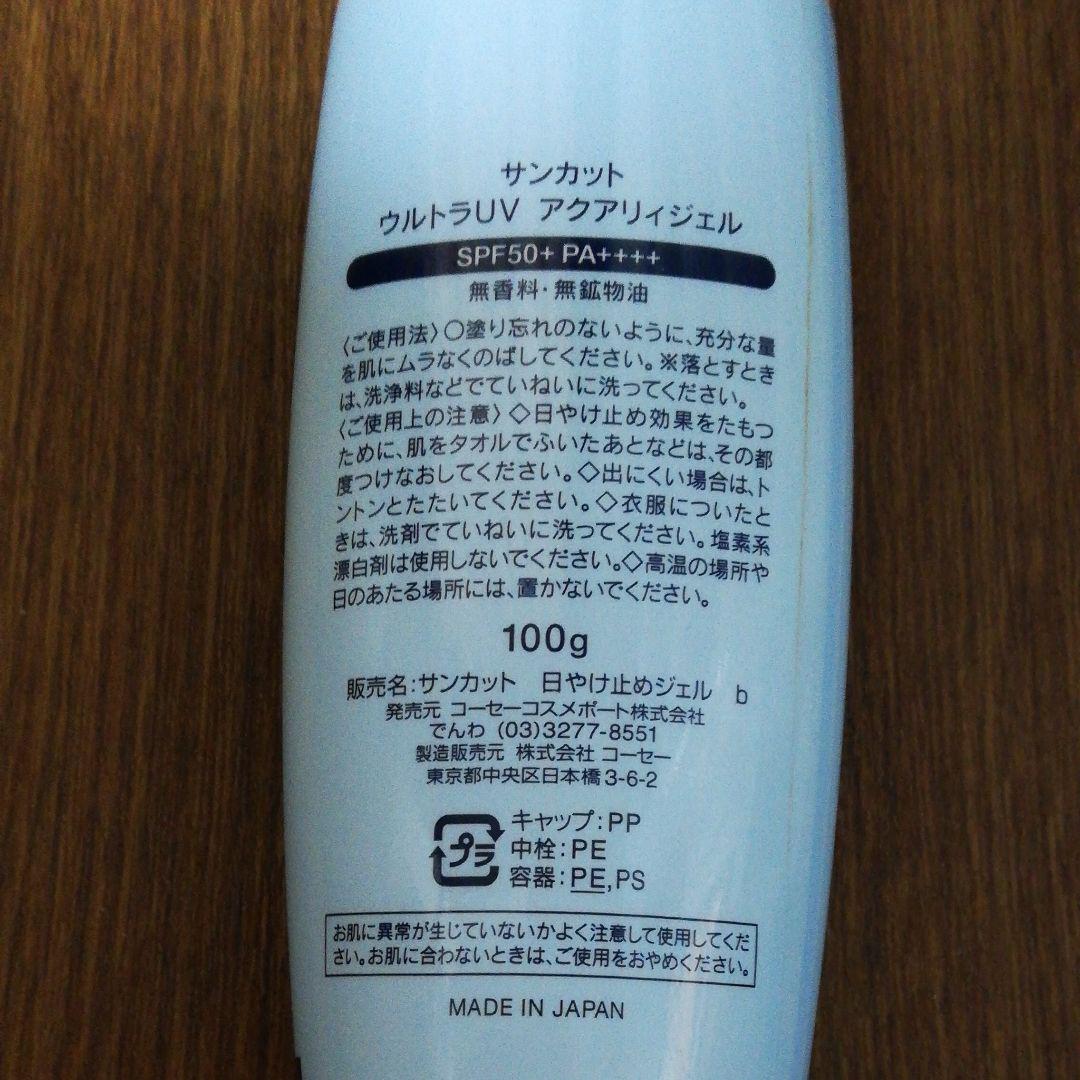 サンカット
ウルトラUV アクアリィジェル
SPF50+ PA++++
無香料・無鉱物油
〈ご使用法〉○塗り忘れのないように、充分な量
を肌にムラなくのばしてください。※落とすとき
は、洗浄料などでていねいに洗ってください。
〈ご使用上の注意〉◇日やけ止め効果をたもつ
ために、肌をタオルでふいたあとなどは、その都
度つけなおしてください。◇出にくい場合は、ト
ントンとたたいてください。◇衣服についたと
きは、洗剤でていねいに洗ってください。塩素系
漂白剤は使用しないでください。◇高温の場所や
日のあたる場所には、置かないでください。
100g
販売名:サンカット 日やけ止めジェル b
発売元 コーセーコスメポート株式会社
でんわ (03)3277-8551
製造販売元 株式会社 コーセー
東京都中央区日本橋3-6-2
プラ
キャップ:PP
中栓:PE
容器:PE,PS
お肌に異常が生じていないかよく注意して使用してくだ
さい。お肌に合わないときは、ご使用をおやめください。
MADE IN JAPAN